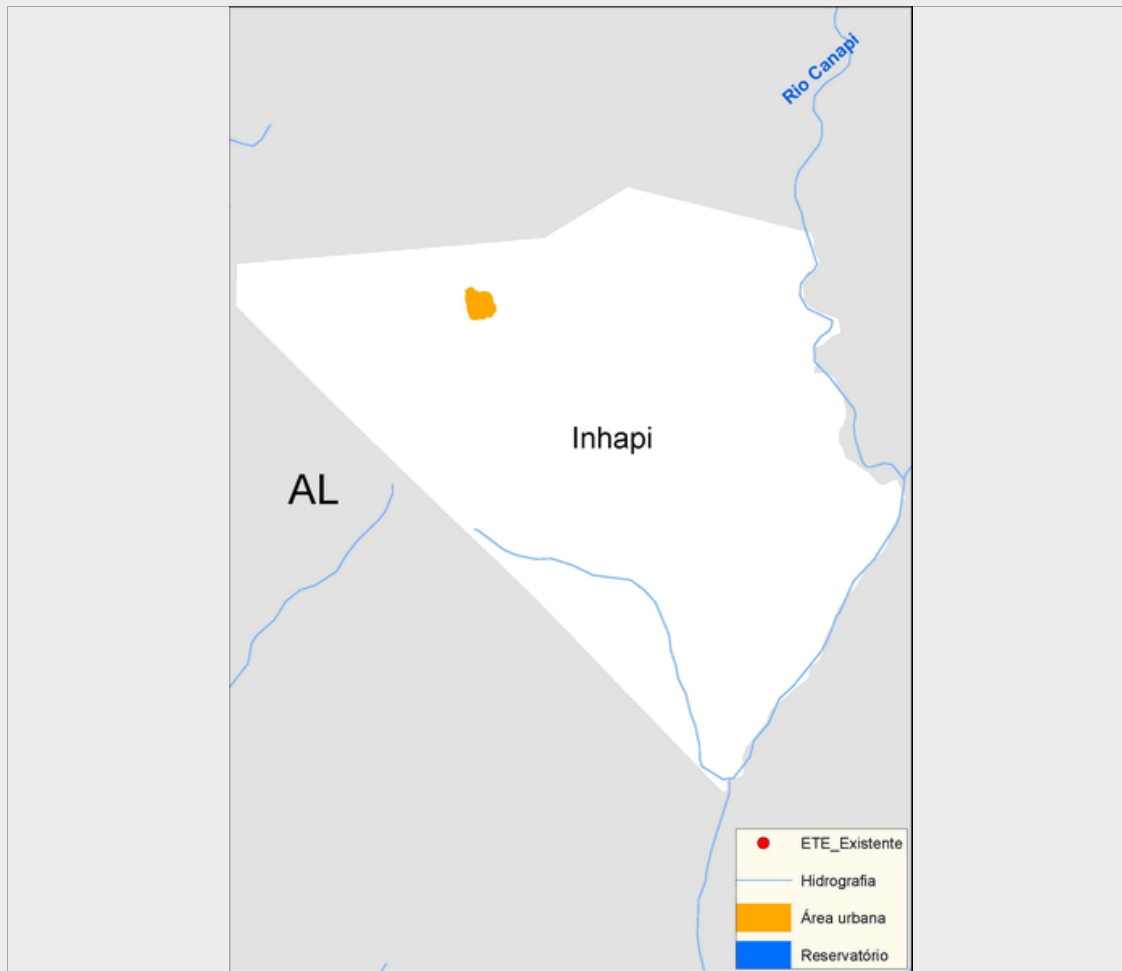 Rio Canapi
Inhapi
AL
ETE_Existente
Hidrografia
Área urbana
Reservatório